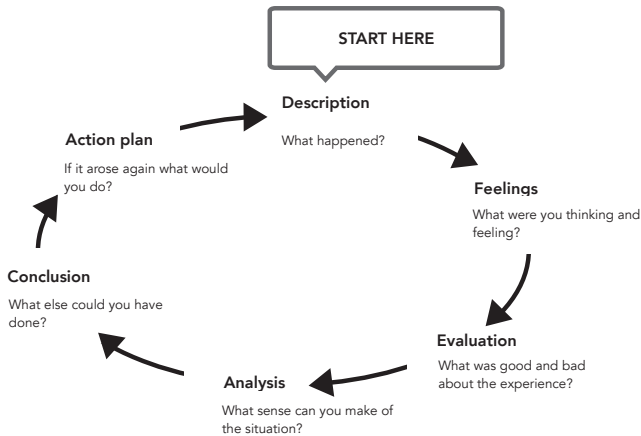 START HERE
Description
What happened?
Feelings
What were you thinking and
feeling?
Evaluation
What was good and bad
about the experience?
Analysis
What sense can you make of
the situation?
Conclusion
What else could you have
done?
Action plan
If it arose again what would
you do?